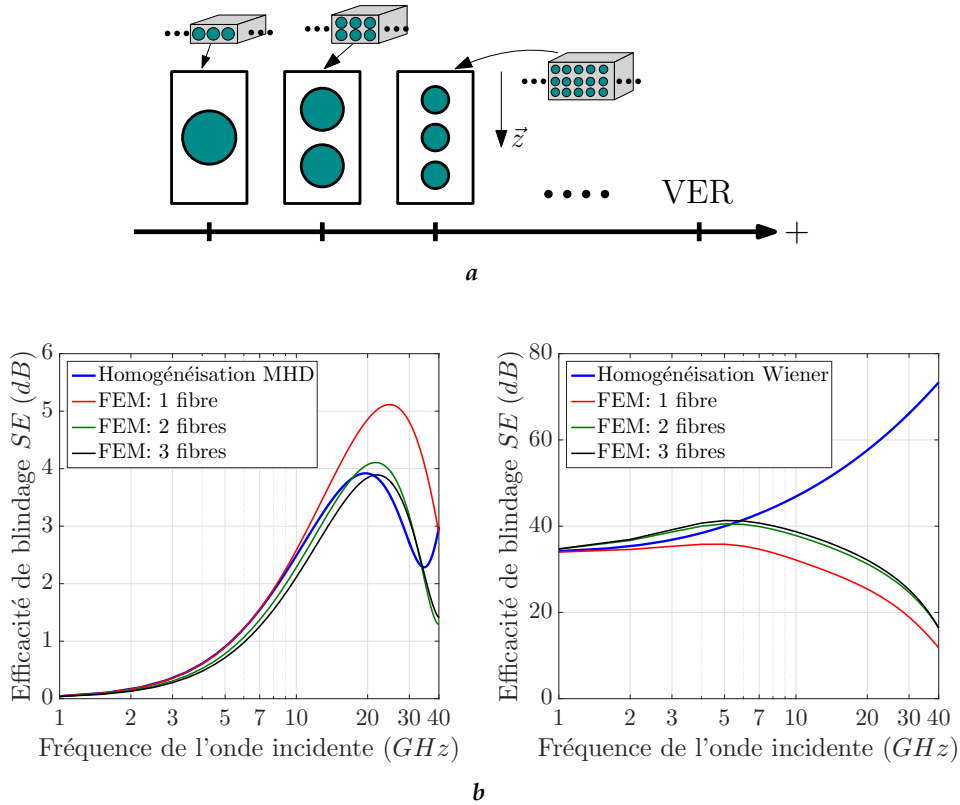 z⃗
VER
+
a
Efficacité de blindage SE (dB)
6
5
4
3
2
1
0
Homogénéisation MHD
FEM: 1 fibre
FEM: 2 fibres
FEM: 3 fibres
1 2 3 5 7 10 20 30 40
Fréquence de l'onde incidente (GHz)
Efficacité de blindage SE (dB)
80
60
40
20
0
Homogénéisation Wiener
FEM: 1 fibre
FEM: 2 fibres
FEM: 3 fibres
1 2 3 5 7 10 20 30 40
Fréquence de l'onde incidente (GHz)
b